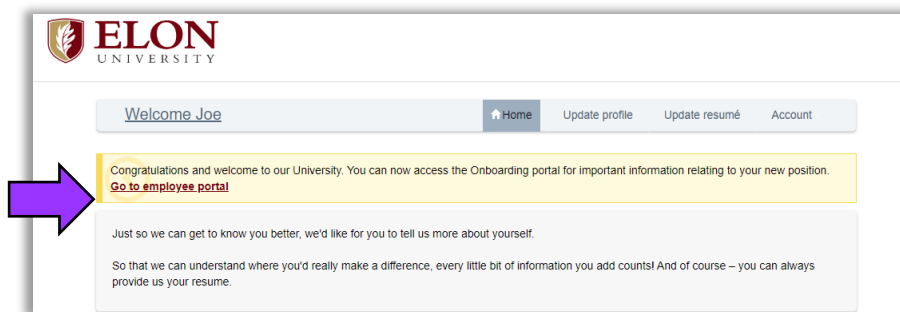 ELON
UNIVERSITY
Welcome Joe
Home Update profile Update resumé Account
Congratulations and welcome to our University. You can now access the Onboarding portal for important information relating to your new position.
Go to employee portal
Just so we can get to know you better, we'd like for you to tell us more about yourself.
So that we can understand where you'd really make a difference, every little bit of information you add counts! And of course – you can always
provide us your resume.